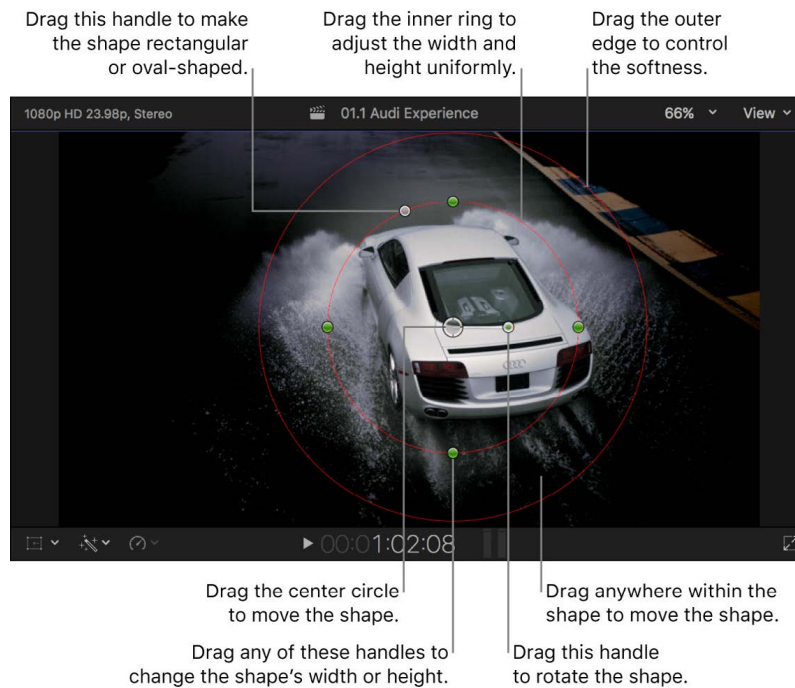 Drag this handle to make
the shape rectangular
or oval-shaped.
Drag the inner ring to
adjust the width and
height uniformly.
Drag the outer
edge to control
the softness.
1080p HD 23.98p, Stereo
01.1 Audi Experience
66%
View
00:01:02:08
Drag the center circle
to move the shape.
Drag anywhere within the
shape to move the shape.
Drag any of these handles to
change the shape’s width or height.
Drag this handle
to rotate the shape.